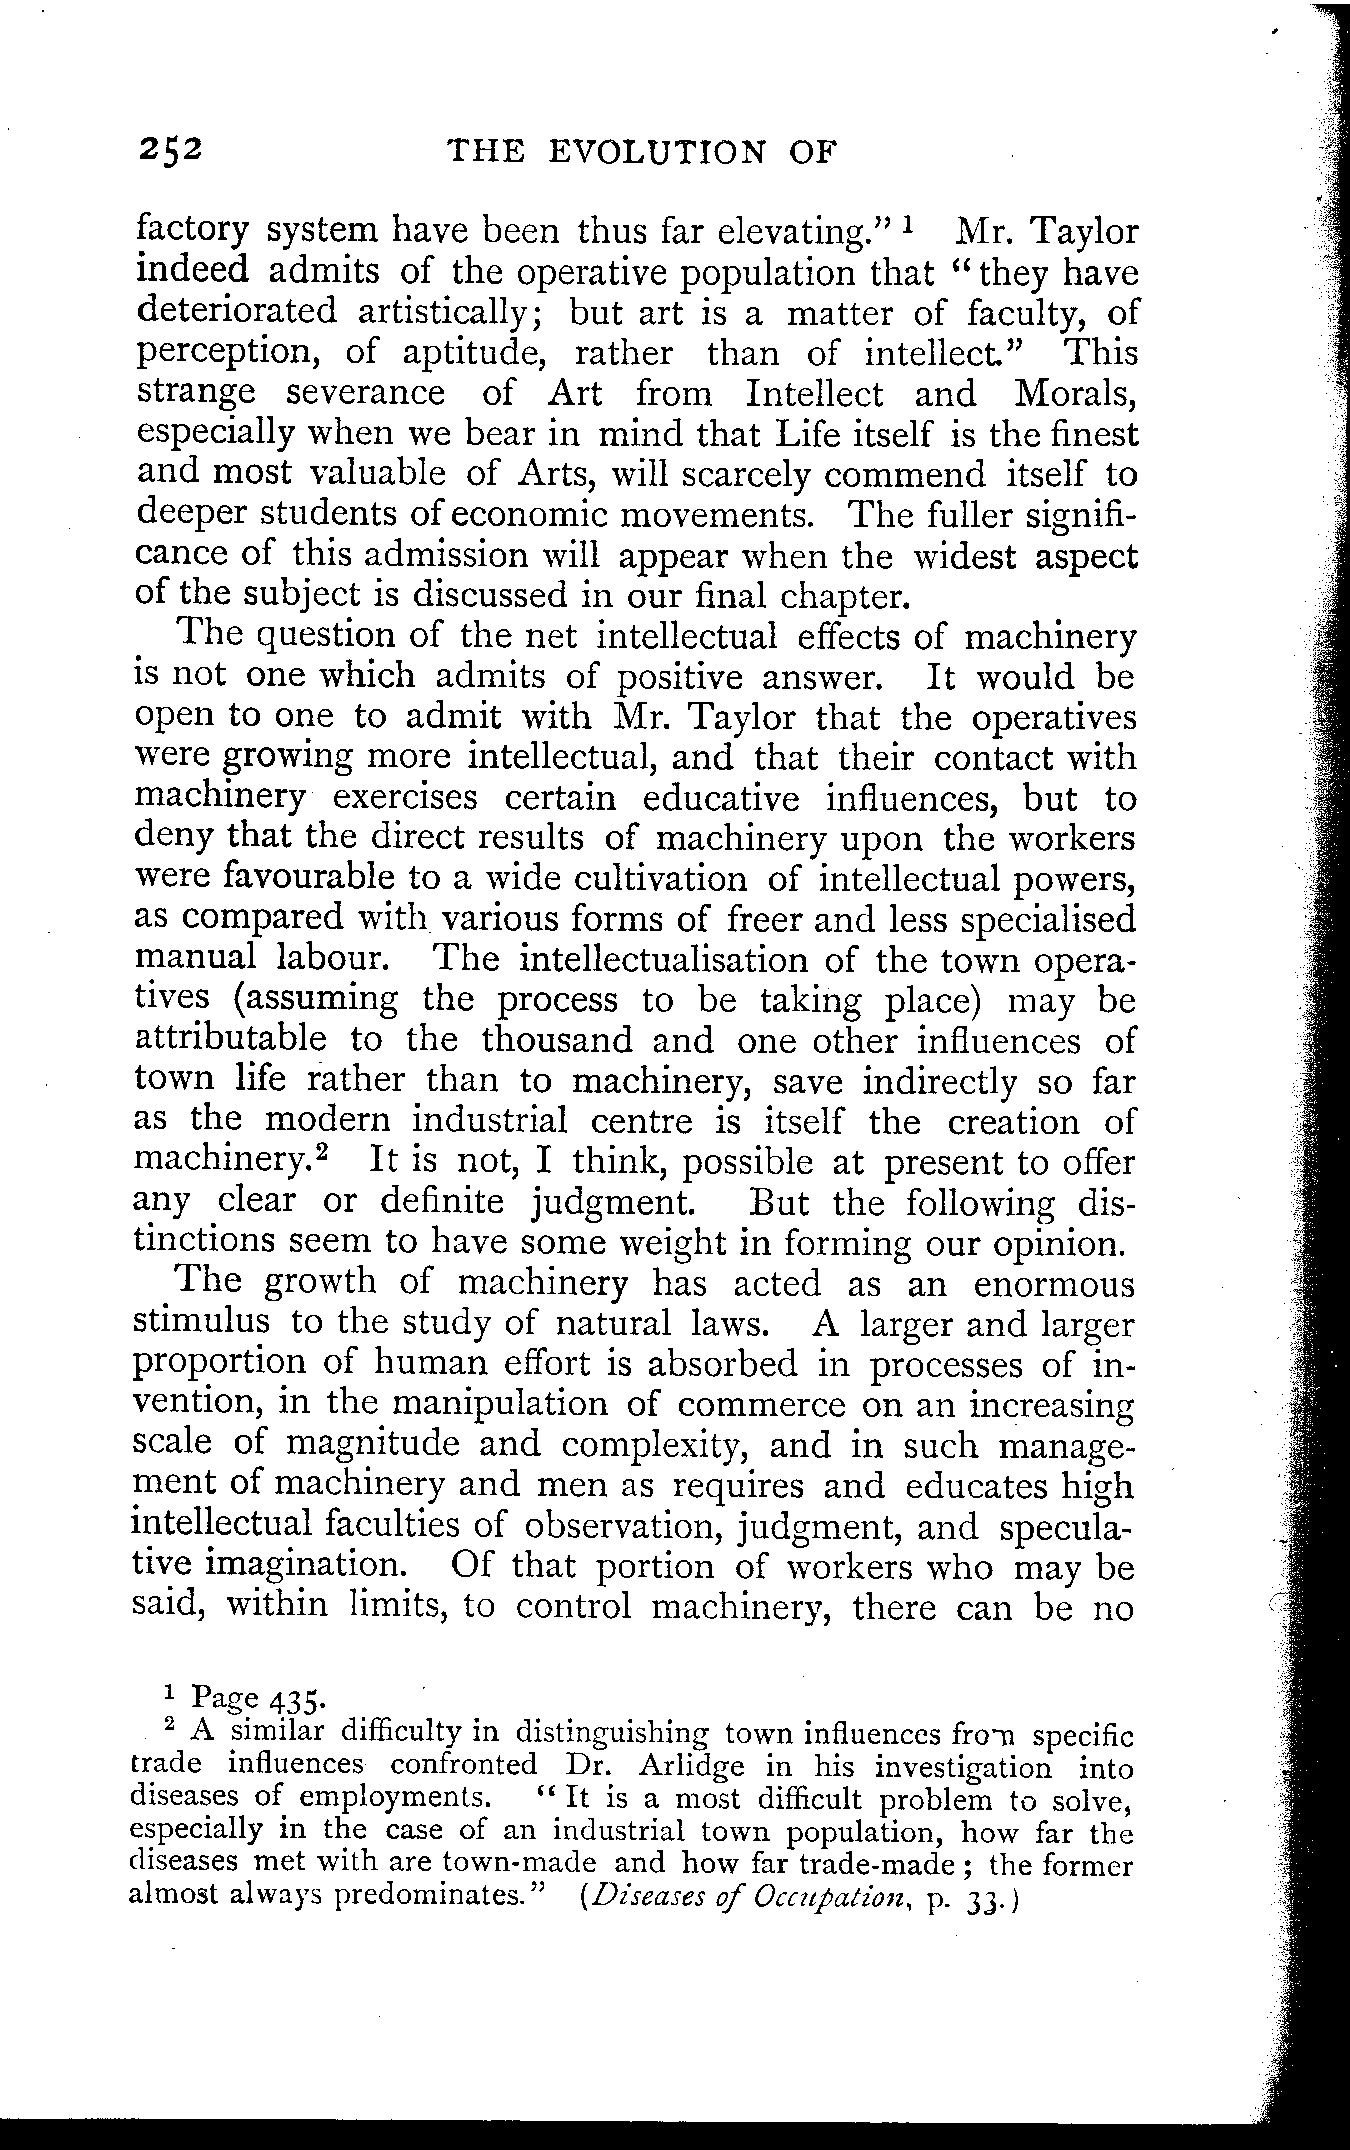 252 THE EVOLUTION OF
factory system have been thus far elevating." ¹ Mr. Taylor
indeed admits of the operative population that "they have
deteriorated artistically; but art is a matter of faculty, of
perception, of aptitude, rather than of intellect." This
strange severance of Art from Intellect and Morals,
especially when we bear in mind that Life itself is the finest
and most valuable of Arts, will scarcely commend itself to
deeper students of economic movements. The fuller signifi-
cance of this admission will appear when the widest aspect
of the subject is discussed in our final chapter.
The question of the net intellectual effects of machinery
is not one which admits of positive answer. It would be
open to one to admit with Mr. Taylor that the operatives
were growing more intellectual, and that their contact with
machinery exercises certain educative influences, but to
deny that the direct results of machinery upon the workers
were favourable to a wide cultivation of intellectual powers,
as compared with various forms of freer and less specialised
manual labour. The intellectualisation of the town opera-
tives (assuming the process to be taking place) may be
attributable to the thousand and one other influences of
town life rather than to machinery, save indirectly so far
as the modern industrial centre is itself the creation of
machinery.² It is not, I think, possible at present to offer
any clear or definite judgment. But the following dis-
tinctions seem to have some weight in forming our opinion.
The growth of machinery has acted as an enormous
stimulus to the study of natural laws. A larger and larger
proportion of human effort is absorbed in processes of in-
vention, in the manipulation of commerce on an increasing
scale of magnitude and complexity, and in such manage-
ment of machinery and men as requires and educates high
intellectual faculties of observation, judgment, and specula-
tive imagination. Of that portion of workers who may be
said, within limits, to control machinery, there can be no
¹ Page 435.
² A similar difficulty in distinguishing town influences from specific
trade influences confronted Dr. Arlidge in his investigation into
diseases of employments. "It is a most difficult problem to solve,
especially in the case of an industrial town population, how far the
diseases met with are town-made and how far trade-made; the former
almost always predominates." (Diseases of Occupation, p. 33.)